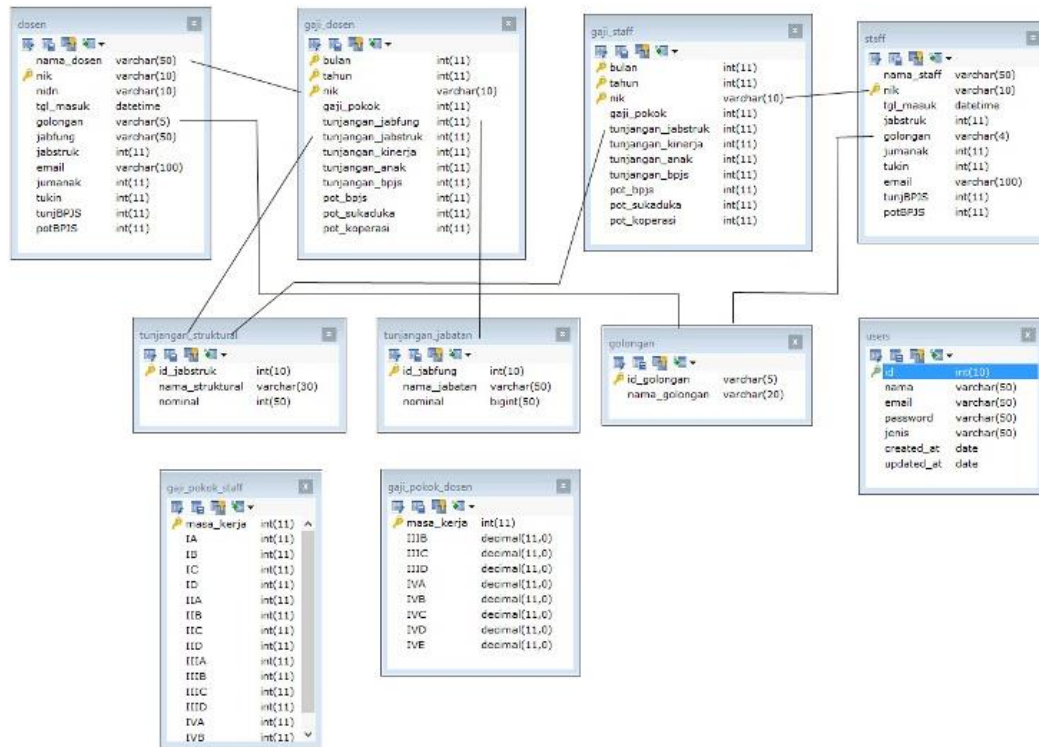 dosen
nama_dosen varchar(50)
nik varchar(10)
nidn varchar(10)
tgl_masuk datetime
golongan varchar(5)
jabfung varchar(50)
jabstruk int(11)
email varchar(100)
jumanak int(11)
tukin int(11)
tunjBPJS int(11)
potBPJS int(11)
gaji_dosen
bulan int(11)
tahun int(11)
nik varchar(10)
gaji_pokok int(11)
tunjangan_jabfung int(11)
tunjangan_jabstruk int(11)
tunjangan_kinerja int(11)
tunjangan_anak int(11)
tunjangan_bpjs int(11)
pot_bpjs int(11)
pot_sukaduka int(11)
pot_koperasi int(11)
gaji_staff
bulan int(11)
tahun int(11)
nik varchar(10)
gaji_pokok int(11)
tunjangan_jabstruk int(11)
tunjangan_kinerja int(11)
tunjangan_anak int(11)
tunjangan_bpjs int(11)
pot_bpjs int(11)
pot_sukaduka int(11)
pot_koperasi int(11)
staff
nama_staff varchar(50)
nik varchar(10)
tgl_masuk datetime
jabstruk int(11)
golongan varchar(4)
jumanak int(11)
tukin int(11)
email varchar(100)
tunjBPJS int(11)
potBPJS int(11)
tunjangan_struktural
id_jabstruk int(10)
nama_struktural varchar(30)
nominal int(50)
tunjangan_jabatan
id_jabfung int(10)
nama_jabatan varchar(50)
nominal bigint(50)
golongan
id_golongan varchar(5)
nama_golongan varchar(20)
users
id int(10)
nama varchar(50)
email varchar(50)
password varchar(50)
jenis varchar(50)
created_at date
updated_at date
gaji_pokok_staff
masa_kerja int(11)
IA int(11)
IB int(11)
IC int(11)
ID int(11)
IIA int(11)
IIB int(11)
IIC int(11)
IID int(11)
IIIA int(11)
IIIB int(11)
IIIC int(11)
IIID int(11)
IVA int(11)
IVB int(11)
gaji_pokok_dosen
masa_kerja int(11)
IIIB decimal(11,0)
IIIC decimal(11,0)
IIID decimal(11,0)
IVA decimal(11,0)
IVB decimal(11,0)
IVC decimal(11,0)
IVD decimal(11,0)
IVE decimal(11,0)